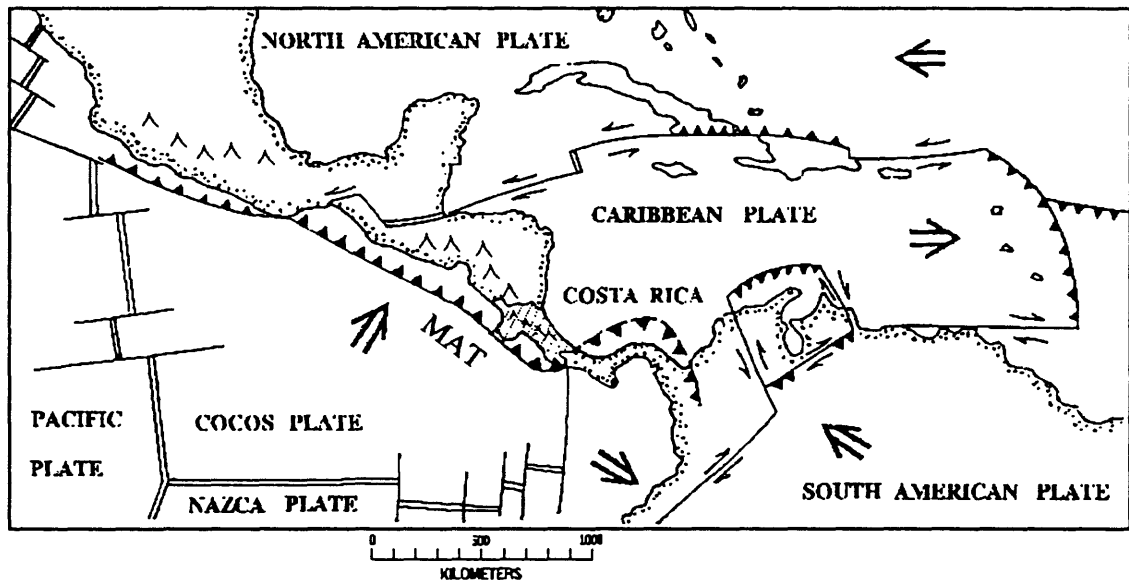 NORTH AMERICAN PLATE
CARIBBEAN PLATE
COSTA RICA
MAT
PACIFIC
PLATE
COCOS PLATE
NAZCA PLATE
SOUTH AMERICAN PLATE
0 500 1000
KILOMETERS